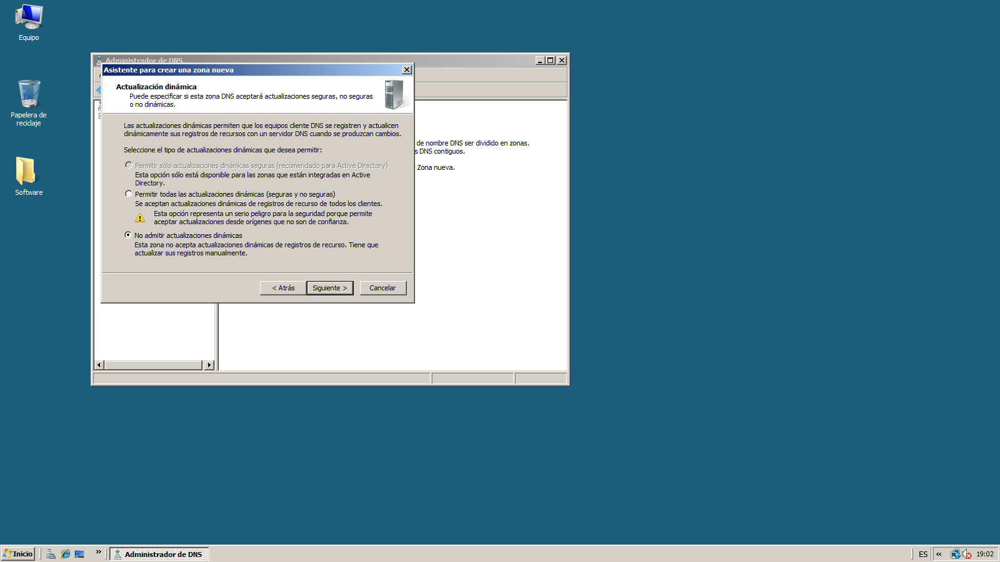 Equipo
Papelera de
reciclaje
Software
Administrador de DNS
Asistente para crear una zona nueva
Actualización dinámica
Puede especificar si esta zona DNS aceptará actualizaciones seguras, no seguras
o no dinámicas.
Las actualizaciones dinámicas permiten que los equipos cliente DNS se registren y actualicen
dinámicamente sus registros de recursos con un servidor DNS cuando se produzcan cambios.
Seleccione el tipo de actualizaciones dinámicas que desea permitir:
Permitir sólo actualizaciones dinámicas seguras (recomendado para Active Directory)
Esta opción sólo está disponible para las zonas que están integradas en Active
Directory.
Permitir todas las actualizaciones dinámicas (seguras y no seguras)
Se aceptan actualizaciones dinámicas de registros de recurso de todos los clientes.
Esta opción representa un serio peligro para la seguridad porque permite
aceptar actualizaciones desde orígenes que no son de confianza.
No admitir actualizaciones dinámicas
Esta zona no acepta actualizaciones dinámicas de registros de recurso. Tiene que
actualizar sus registros manualmente.
< Atrás
Siguiente >
Cancelar
de nombre DNS ser dividido en zonas.
s DNS contiguos.
Zona nueva.
Inicio
»
Administrador de DNS
ES
«
19:02